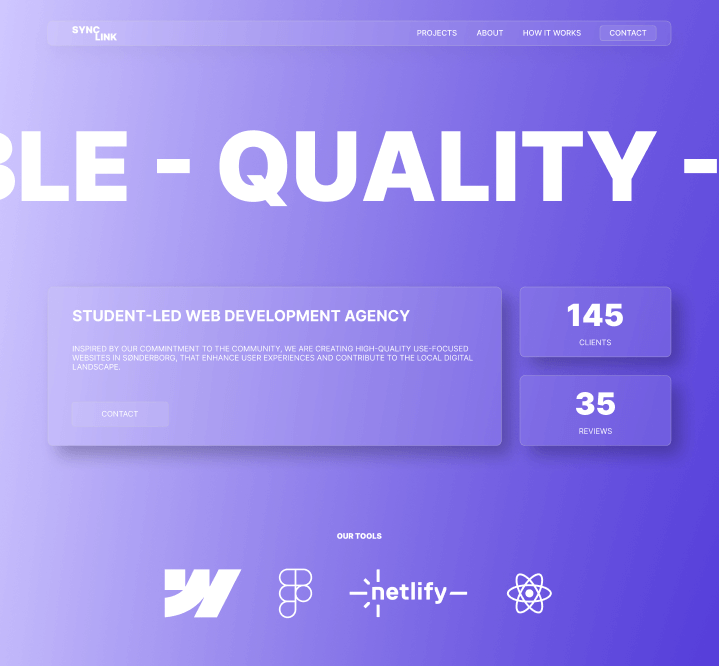 SYNC
LINK
PROJECTS
ABOUT
HOW IT WORKS
CONTACT
BLE - QUALITY -
STUDENT-LED WEB DEVELOPMENT AGENCY
INSPIRED BY OUR COMMINTMENT TO THE COMMUNITY, WE ARE CREATING HIGH-QUALITY USE-FOCUSED
WEBSITES IN SØNDERBORG, THAT ENHANCE USER EXPERIENCES AND CONTRIBUTE TO THE LOCAL DIGITAL
LANDSCAPE.
CONTACT
145
CLIENTS
35
REVIEWS
OUR TOOLS
netlify